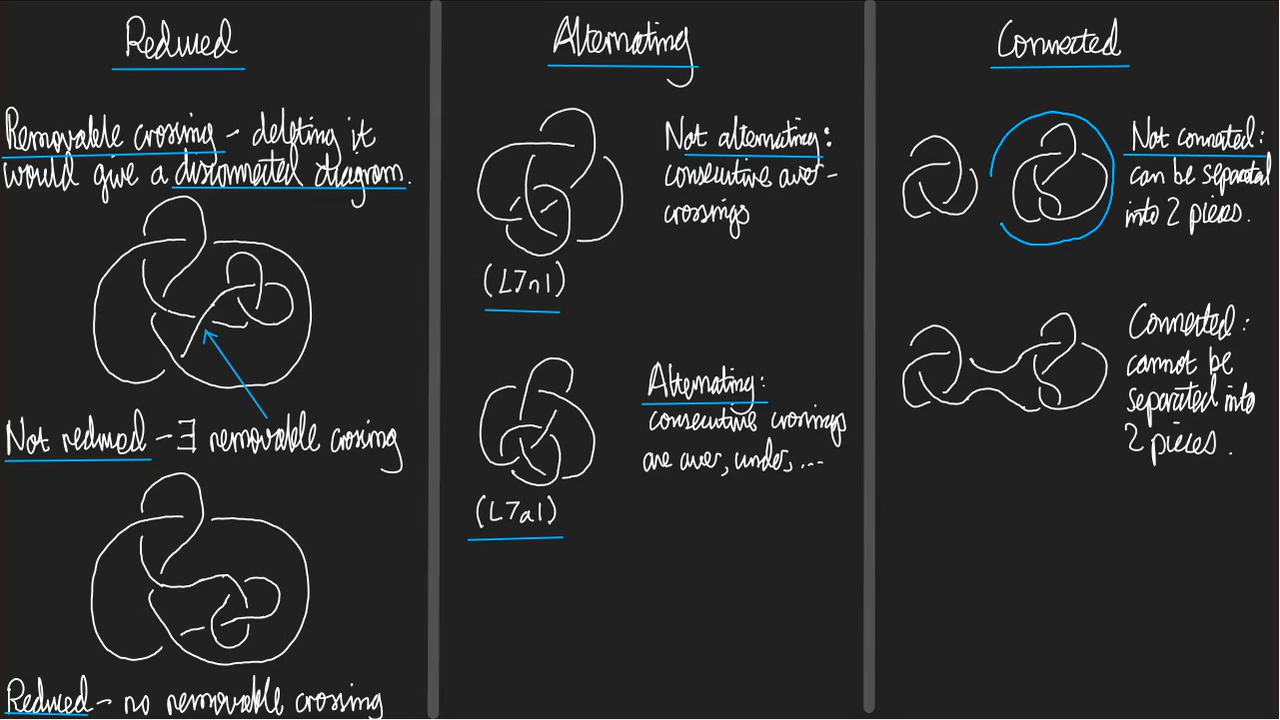 Reduced
Removable crossing - deleting it
would give a disconnected diagram.
Not reduced - ∃ removable crossing
Reduced - no removable crossing
Alternating
Not alternating:
consecutive over-
crossings
(L7n1)
Alternating:
consecutive crossings
are over, under, ...
(L7a1)
Connected
Not connected:
can be separated
into 2 pieces.
Connected:
cannot be
separated into
2 pieces.